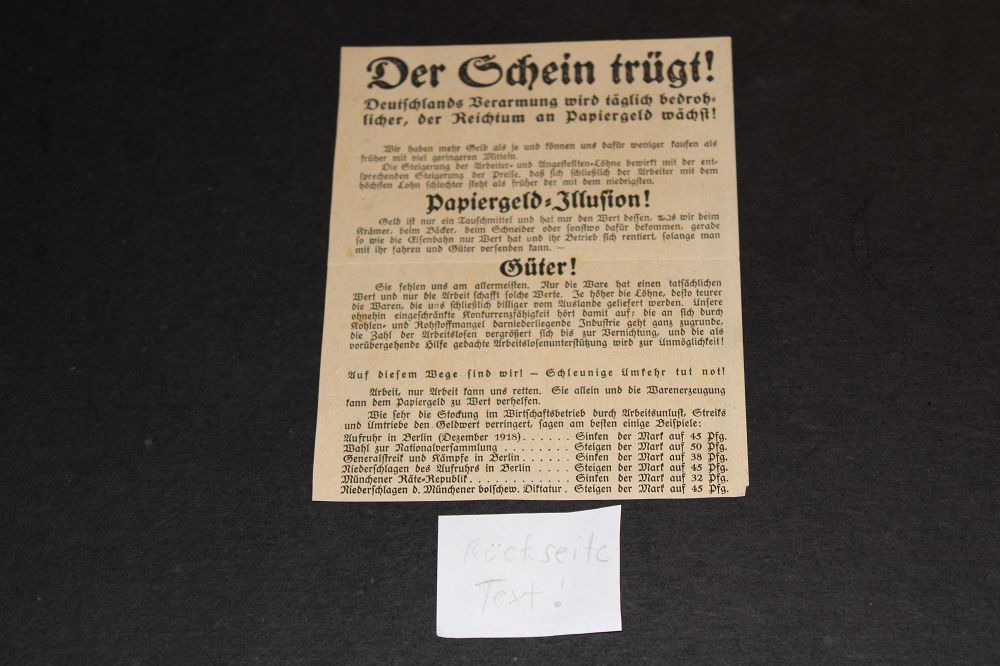 Der Schein trügt!
Deutschlands Verarmung wird täglich bedroh-
licher, der Reichtum an Papiergeld wächst!
Wir haben mehr Geld als je und können uns dafür weniger kaufen als
früher mit viel geringeren Mitteln.
Die Steigerung der Arbeiter- und Angestellten-Löhne bewirkt mit der ent-
sprechenden Steigerung der Preise, daß sich schließlich der Arbeiter mit dem
höchsten Lohn schlechter steht als früher der mit dem niedrigsten.
Papiergeld-Illusion!
Geld ist nur ein Tauschmittel und hat nur den Wert dessen, was wir beim
Krämer, beim Bäcker, beim Schneider oder sonstwo dafür bekommen, gerade
so wie die Eisenbahn nur Wert hat und ihr Betrieb sich rentiert, solange man
mit ihr fahren und Güter versenden kann. —
Güter!
Sie fehlen uns am allermeisten. Nur die Ware hat einen tatsächlichen
Wert und nur die Arbeit schafft solche Werte. Je höher die Löhne, desto teurer
die Waren, die uns schließlich billiger vom Auslande geliefert werden. Unsere
ohnehin eingeschränkte Konkurrenzfähigkeit hört damit auf; die an sich durch
Kohlen- und Rohstoffmangel darniederliegende Industrie geht ganz zugrunde,
die Zahl der Arbeitslosen vergrößert sich bis zur Vernichtung, und die als
vorübergehende Hilfe gedachte Arbeitslosenunterstützung wird zur Unmöglichkeit!
Auf diesem Wege sind wir! — Schleunige Umkehr tut not!
Arbeit, nur Arbeit kann uns retten. Sie allein und die Warenerzeugung
kann dem Papiergeld zu Wert verhelfen.
Wie sehr die Stockung im Wirtschaftsbetrieb durch Arbeitsunlust, Streiks
und Umtriebe den Geldwert verringert, sagen am besten einige Beispiele:
Aufruhr in Berlin (Dezember 1918) . . . . . . Sinken der Mark auf 45 Pfg.
Wahl zur Nationalversammlung . . . . . . . . Steigen der Mark auf 50 Pfg.
Generalstreik und Kämpfe in Berlin . . . . . . Sinken der Mark auf 38 Pfg.
Niederschlagen des Aufruhrs in Berlin . . . . Steigen der Mark auf 45 Pfg.
Münchener Räte-Republik . . . . . . . . . . . . Sinken der Mark auf 32 Pfg.
Niederschlagen d. Münchener bolschew. Diktatur . Steigen der Mark auf 45 Pfg.
Rückseite
Text!